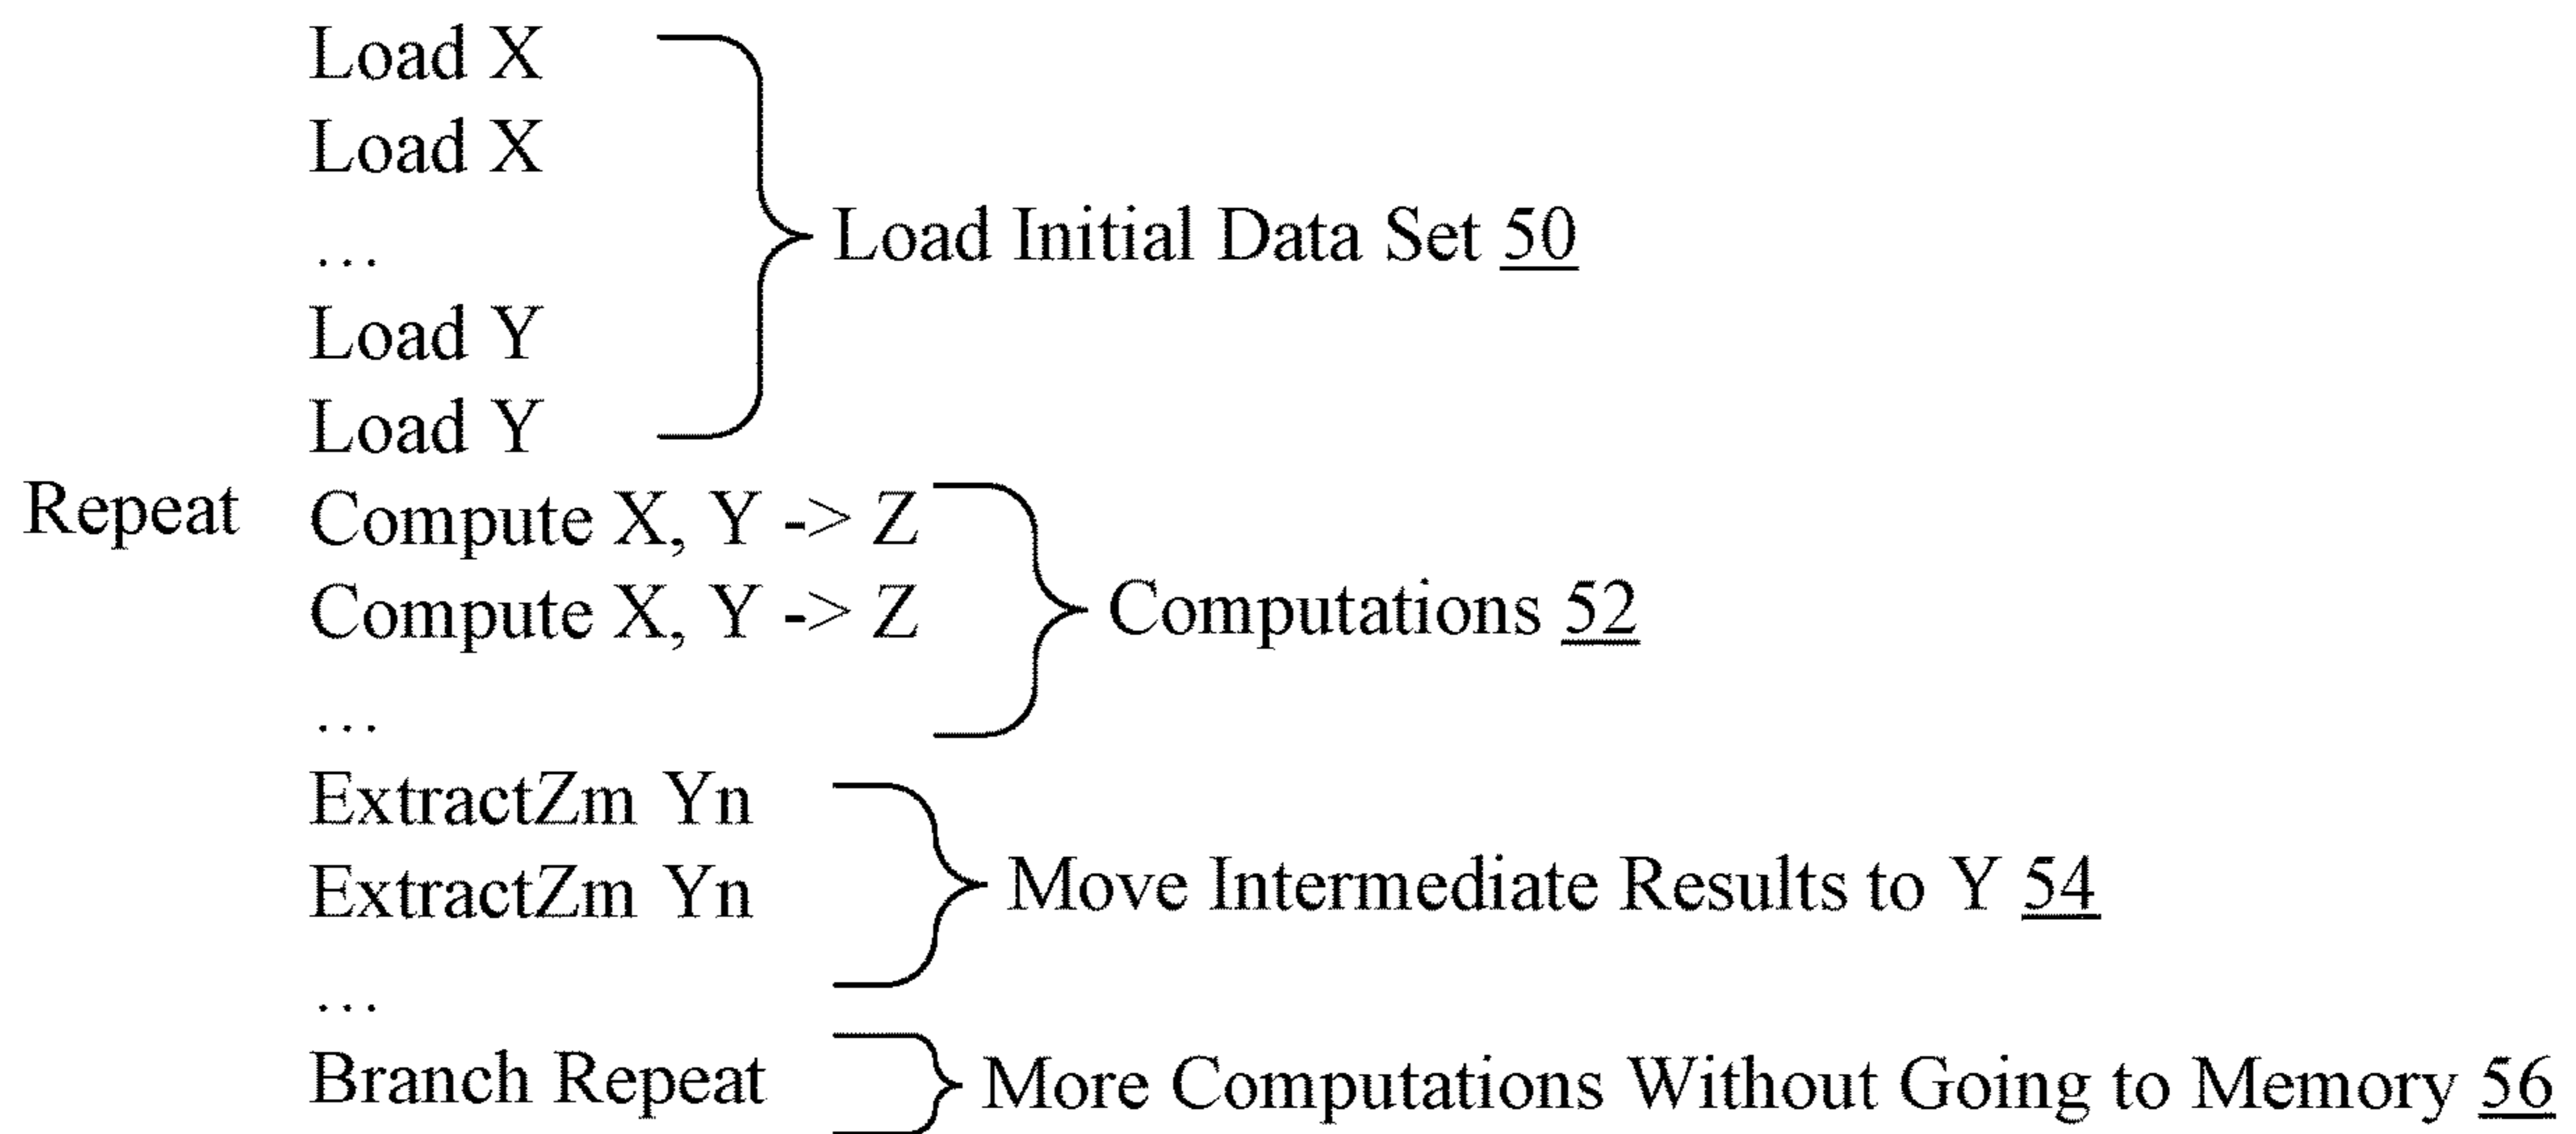 Load X
Load X
...
Load Initial Data Set 50
Load Y
Load Y
Repeat Compute X, Y -> Z
Compute X, Y -> Z
Computations 52
...
ExtractZm Yn
ExtractZm Yn
Move Intermediate Results to Y 54
...
Branch Repeat
More Computations Without Going to Memory 56